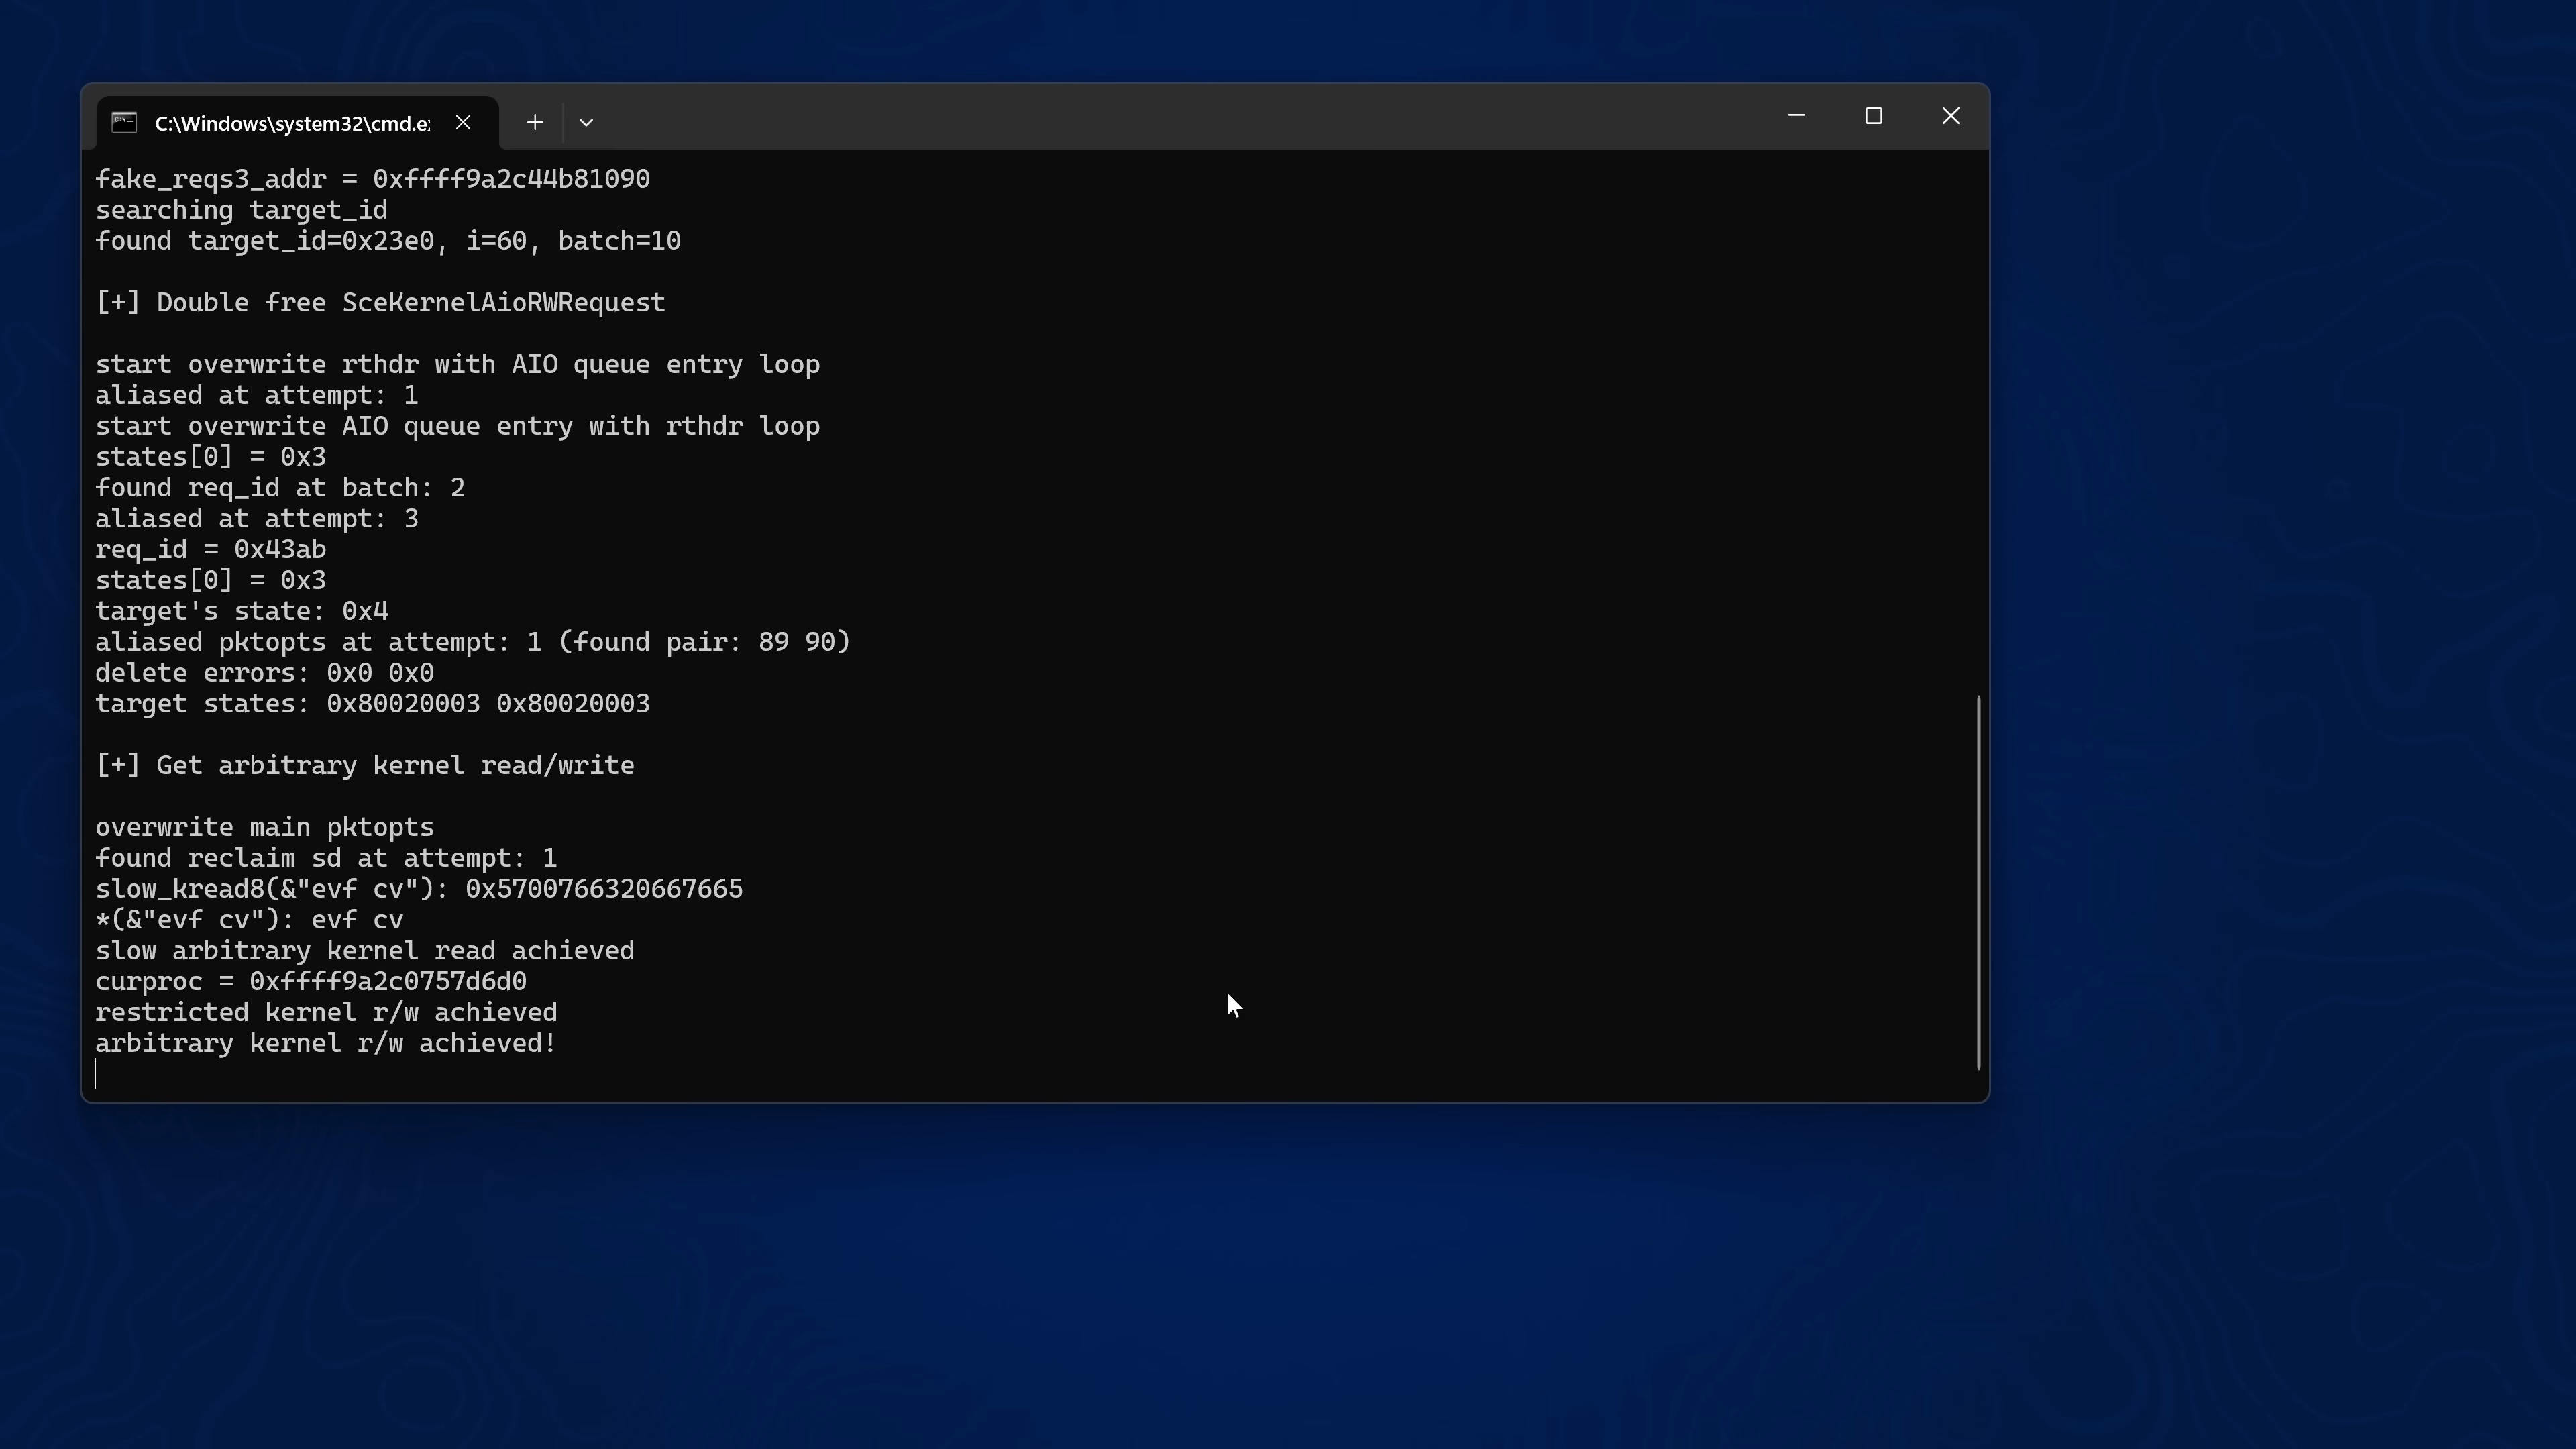 C:\Windows\system32\cmd.e
fake_reqs3_addr = 0xffff9a2c44b81090
searching target_id
found target_id=0x23e0, i=60, batch=10
[+] Double free SceKernelAioRWRequest
start overwrite rthdr with AIO queue entry loop
aliased at attempt: 1
start overwrite AIO queue entry with rthdr loop
states[0] = 0x3
found req_id at batch: 2
aliased at attempt: 3
req_id = 0x43ab
states[0] = 0x3
target's state: 0x4
aliased pktopts at attempt: 1 (found pair: 89 90)
delete errors: 0x0 0x0
target states: 0x80020003 0x80020003
[+] Get arbitrary kernel read/write
overwrite main pktopts
found reclaim sd at attempt: 1
slow_kread8(&"evf cv"): 0x5700766320667665
*(&"evf cv"): evf cv
slow arbitrary kernel read achieved
curproc = 0xffff9a2c0757d6d0
restricted kernel r/w achieved
arbitrary kernel r/w achieved!